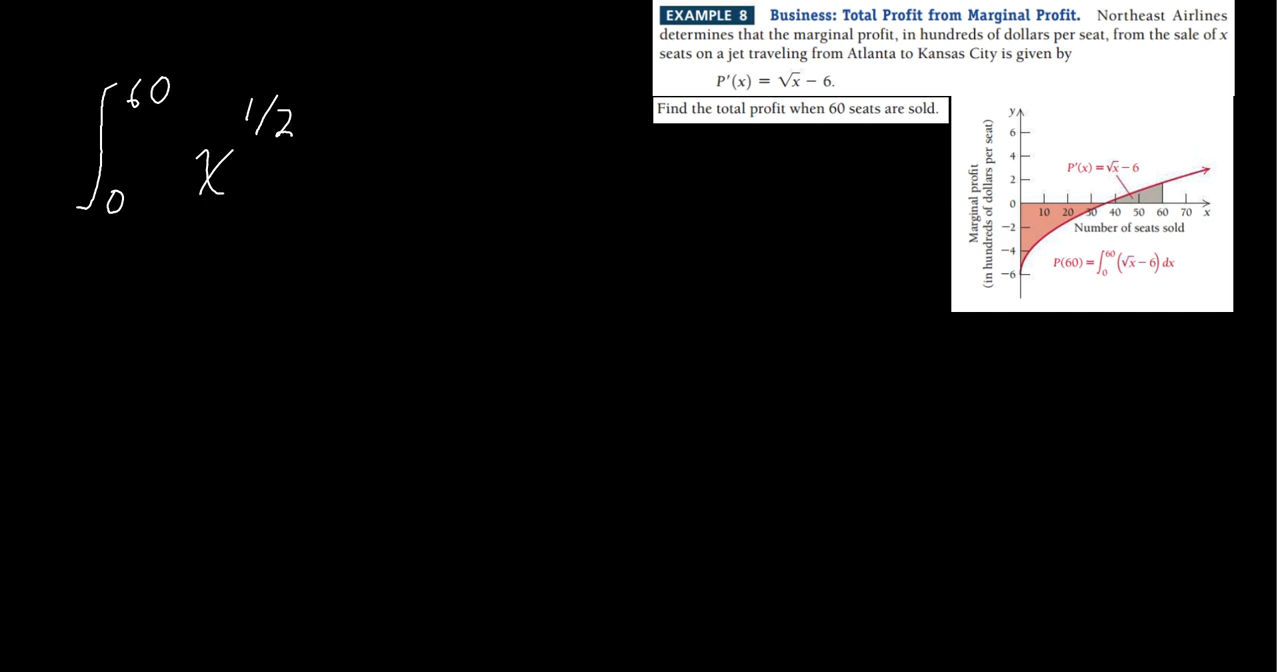 EXAMPLE 8 Business: Total Profit from Marginal Profit. Northeast Airlines
determines that the marginal profit, in hundreds of dollars per seat, from the sale of x
seats on a jet traveling from Atlanta to Kansas City is given by
P′(x) = √x − 6.
Find the total profit when 60 seats are sold.
∫₀⁶⁰ x^1/2
y
6
4
2
0
−2
−4
−6
Marginal profit
(in hundreds of dollars per seat)
P′(x) = √x − 6
10 20 30 40 50 60 70 x
Number of seats sold
P(60) = ∫₀⁶⁰ (√x − 6) dx